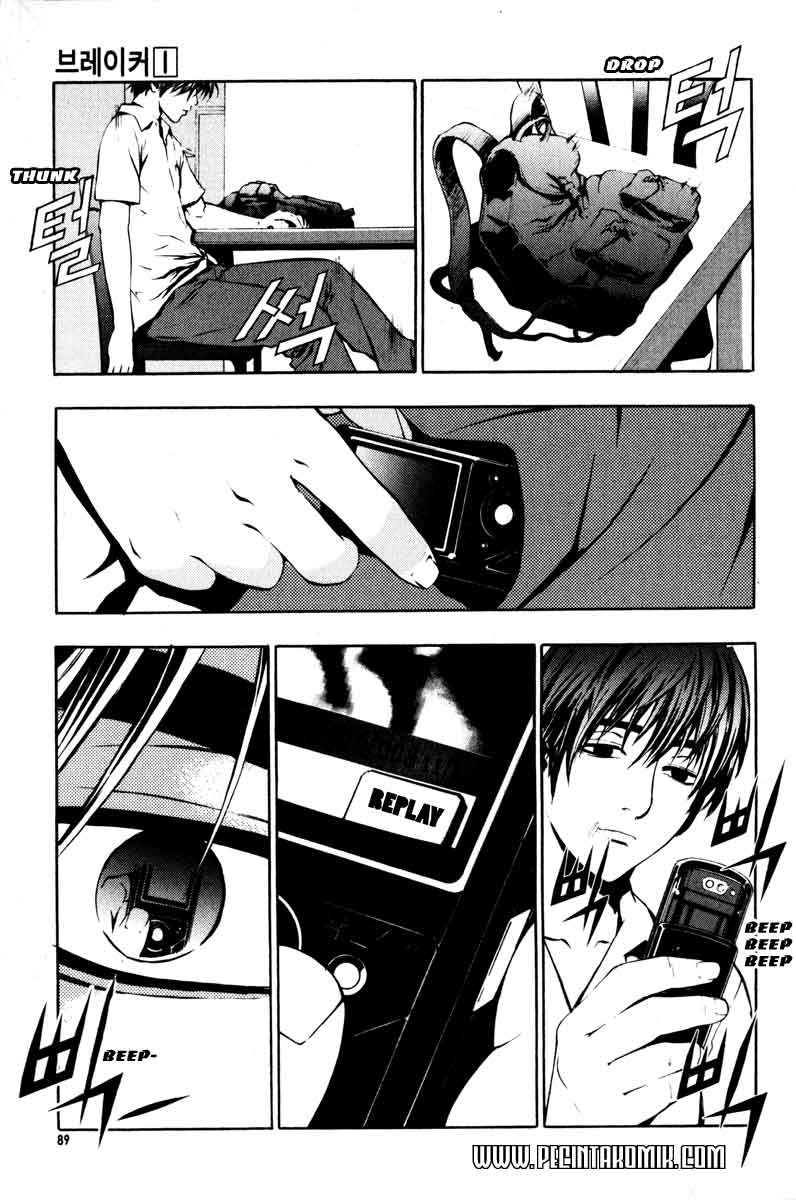 브레이커 I
THUNK
털
썩
DROP
턱
REPLAY
삐
BEEP-
삐
삐
삐
BEEP
BEEP
BEEP
89
WWW.PECINTAKOMIK.COM